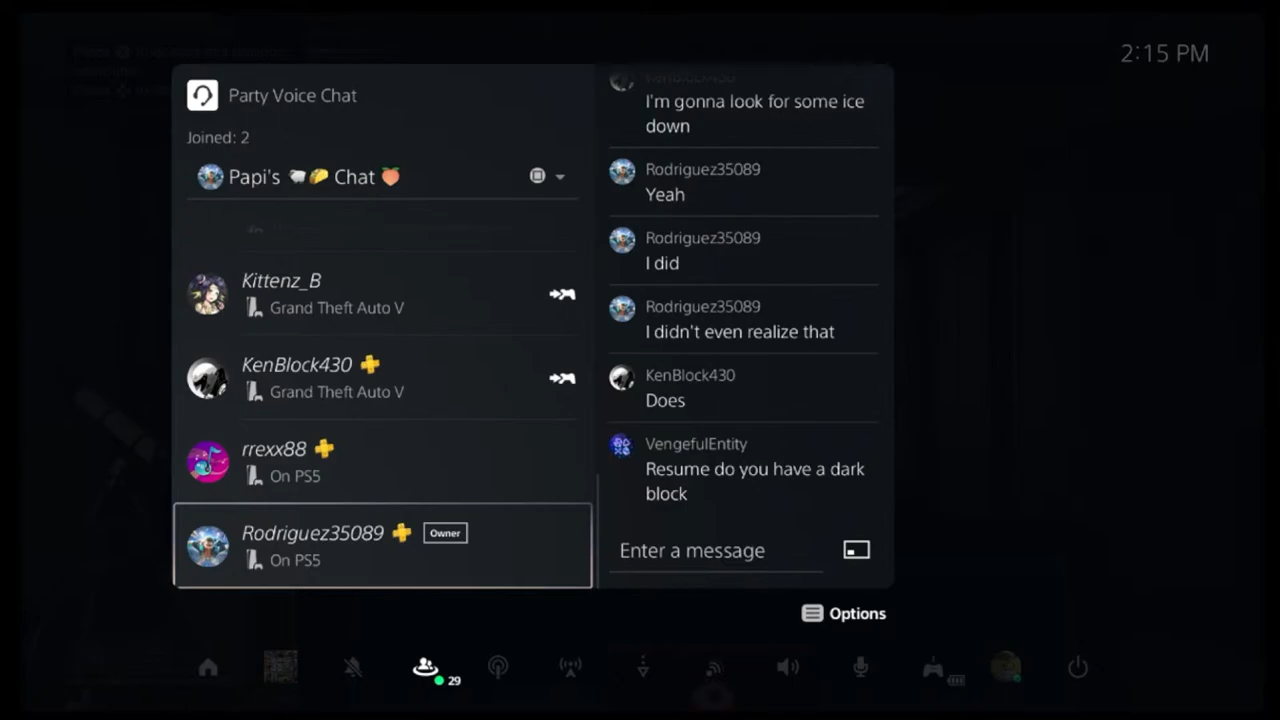 2:15 PM
Party Voice Chat
Joined: 2
Papi's 🐑🌮 Chat 🍑
Kittenz_B
Grand Theft Auto V
KenBlock430
Grand Theft Auto V
rrexx88
On PS5
Rodriguez35089 Owner
On PS5
KenBlock430
I'm gonna look for some ice
down
Rodriguez35089
Yeah
Rodriguez35089
I did
Rodriguez35089
I didn't even realize that
KenBlock430
Does
VengefulEntity
Resume do you have a dark
block
Enter a message
Options
29